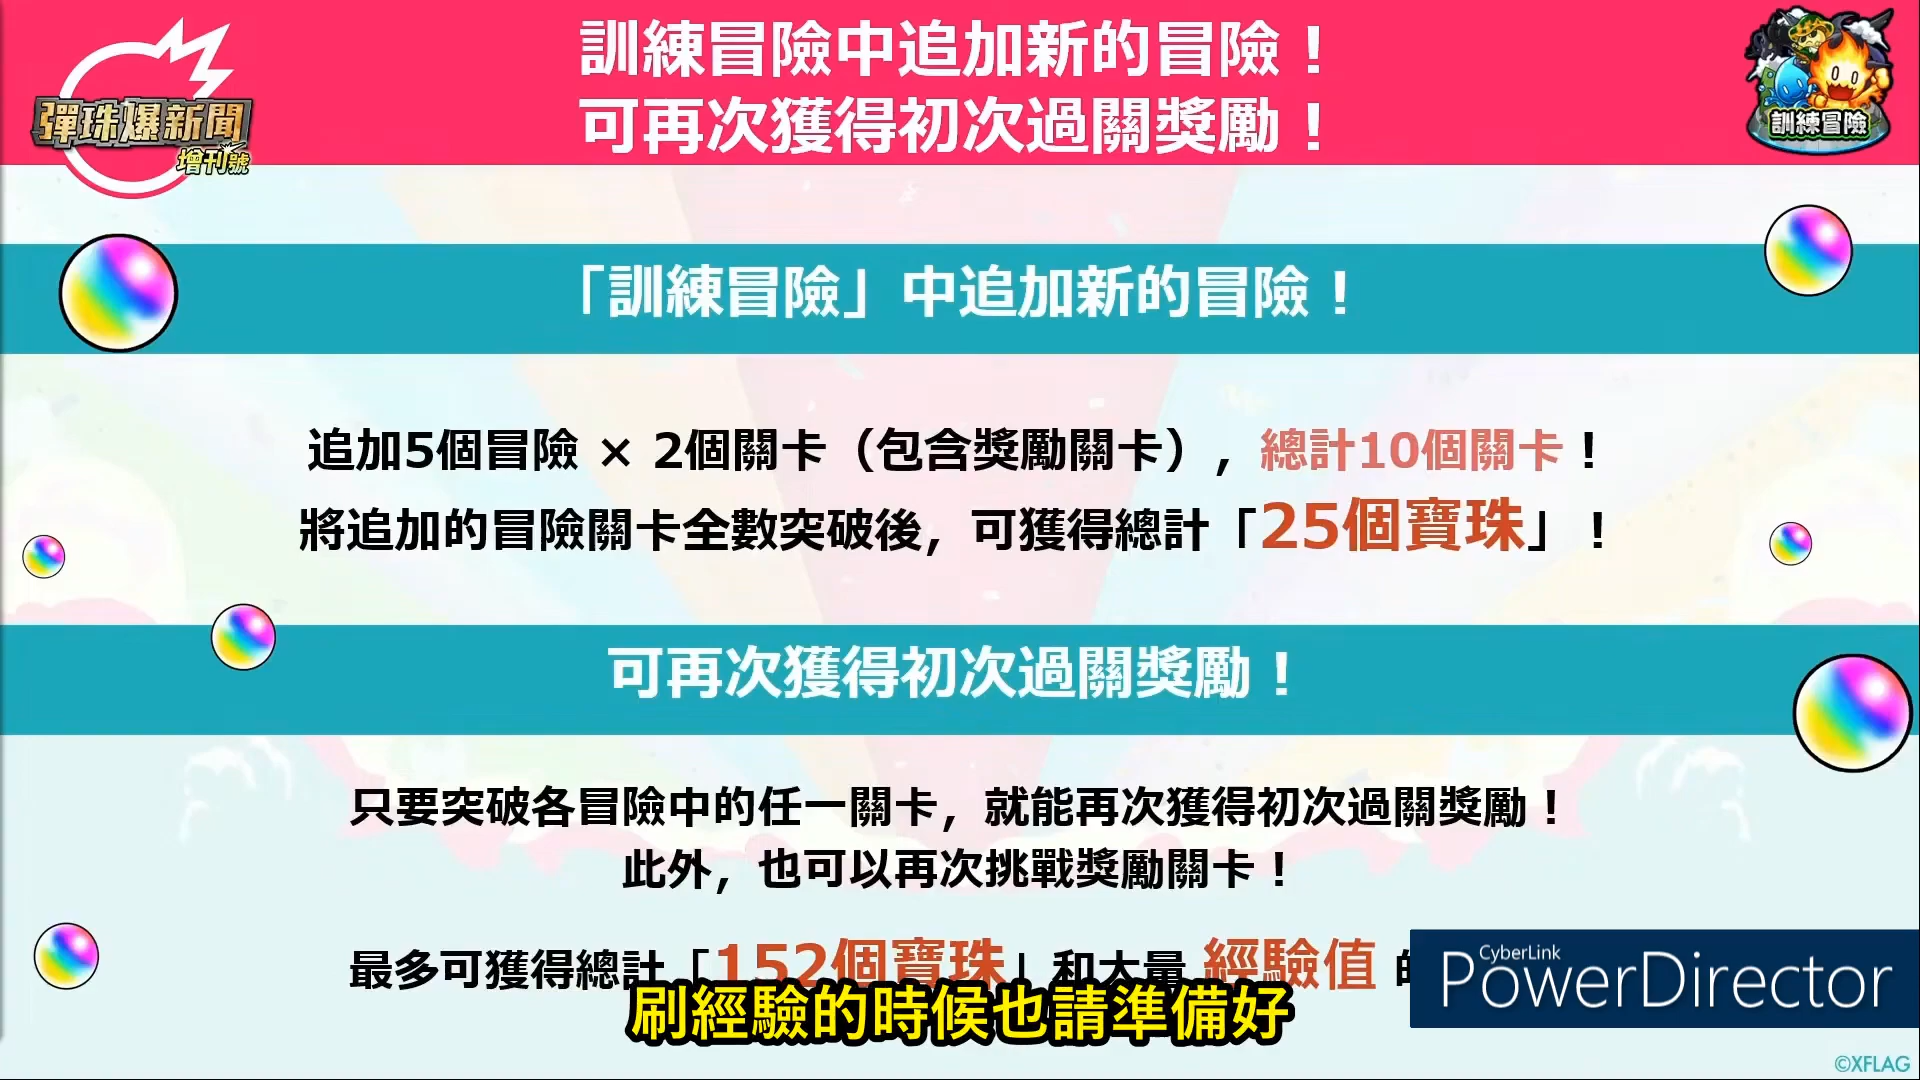 訓練冒險中追加新的冒險！
可再次獲得初次過關獎勵！
彈珠爆新聞
增刊號
訓練冒險
「訓練冒險」中追加新的冒險！
追加5個冒險 × 2個關卡（包含獎勵關卡），總計10個關卡！
將追加的冒險關卡全數突破後，可獲得總計「25個寶珠」！
可再次獲得初次過關獎勵！
只要突破各冒險中的任一關卡，就能再次獲得初次過關獎勵！
此外，也可以再次挑戰獎勵關卡！
最多可獲得總計「152個寶珠」和大量 經驗值
刷經驗的時候也請準備好
CyberLink
PowerDirector
©XFLAG